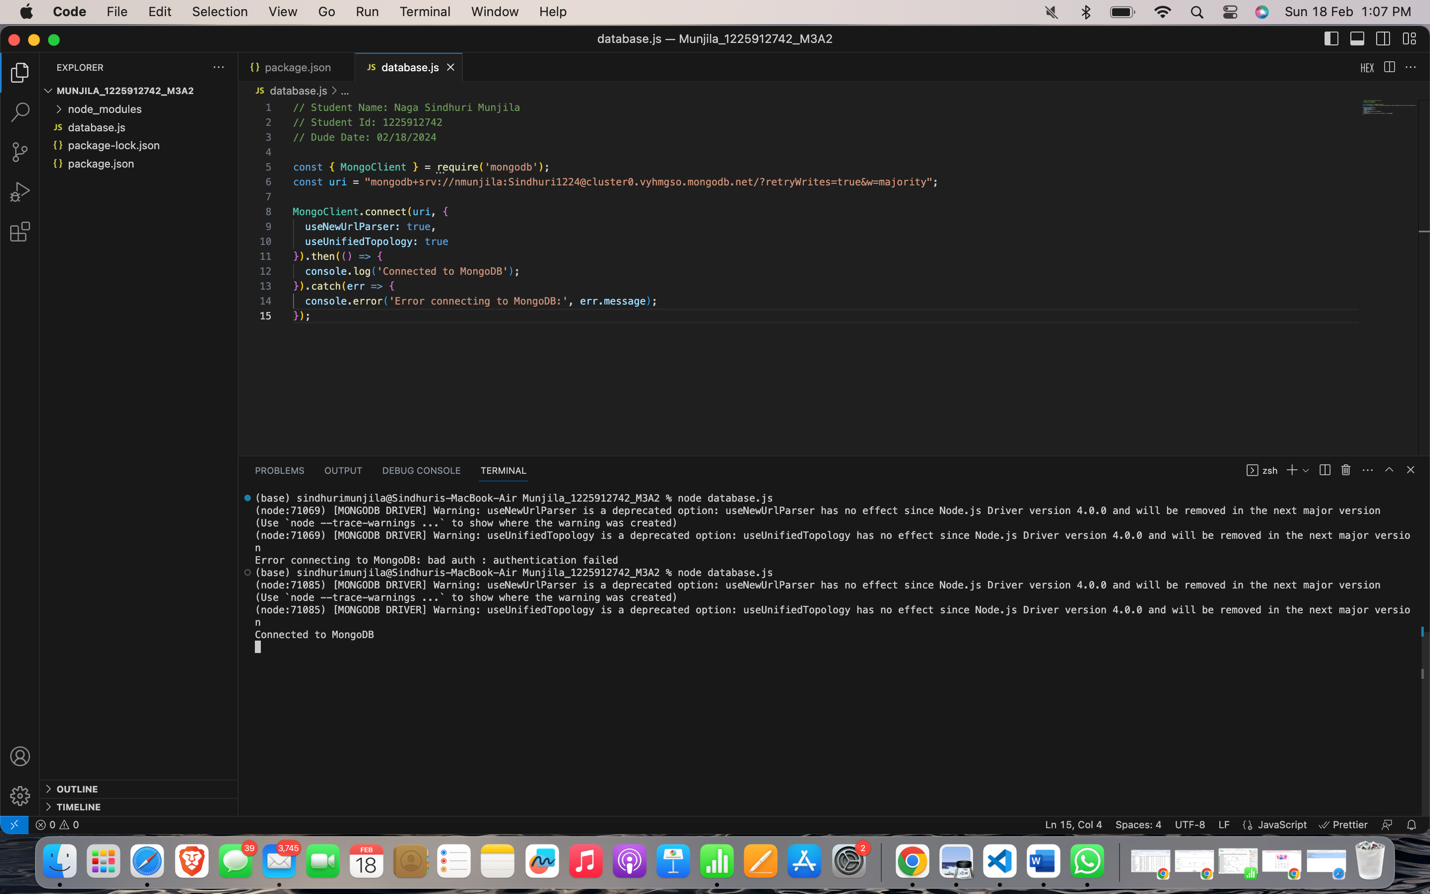 Code File Edit Selection View Go Run Terminal Window Help Sun 18 Feb 1:07 PM
database.js — Munjila_1225912742_M3A2
EXPLORER
MUNJILA_1225912742_M3A2
node_modules
JS database.js
{} package-lock.json
{} package.json
OUTLINE
TIMELINE
{} package.json JS database.js HEX
JS database.js > ...
1 // Student Name: Naga Sindhuri Munjila
2 // Student Id: 1225912742
3 // Dude Date: 02/18/2024
4
5 const { MongoClient } = require('mongodb');
6 const uri = "mongodb+srv://nmunjila:Sindhuri1224@cluster0.vyhmgso.mongodb.net/?retryWrites=true&w=majority";
7
8 MongoClient.connect(uri, {
9 useNewUrlParser: true,
10 useUnifiedTopology: true
11 }).then(() => {
12 console.log('Connected to MongoDB');
13 }).catch(err => {
14 console.error('Error connecting to MongoDB:', err.message);
15 });
PROBLEMS OUTPUT DEBUG CONSOLE TERMINAL zsh
(base) sindhurimunjila@Sindhuris-MacBook-Air Munjila_1225912742_M3A2 % node database.js
(node:71069) [MONGODB DRIVER] Warning: useNewUrlParser is a deprecated option: useNewUrlParser has no effect since Node.js Driver version 4.0.0 and will be removed in the next major version
(Use `node --trace-warnings ...` to show where the warning was created)
(node:71069) [MONGODB DRIVER] Warning: useUnifiedTopology is a deprecated option: useUnifiedTopology has no effect since Node.js Driver version 4.0.0 and will be removed in the next major versio
n
Error connecting to MongoDB: bad auth : authentication failed
(base) sindhurimunjila@Sindhuris-MacBook-Air Munjila_1225912742_M3A2 % node database.js
(node:71085) [MONGODB DRIVER] Warning: useNewUrlParser is a deprecated option: useNewUrlParser has no effect since Node.js Driver version 4.0.0 and will be removed in the next major version
(Use `node --trace-warnings ...` to show where the warning was created)
(node:71085) [MONGODB DRIVER] Warning: useUnifiedTopology is a deprecated option: useUnifiedTopology has no effect since Node.js Driver version 4.0.0 and will be removed in the next major versio
n
Connected to MongoDB
0 0 Ln 15, Col 4 Spaces: 4 UTF-8 LF {} JavaScript Prettier
39 3,745 FEB 2
18